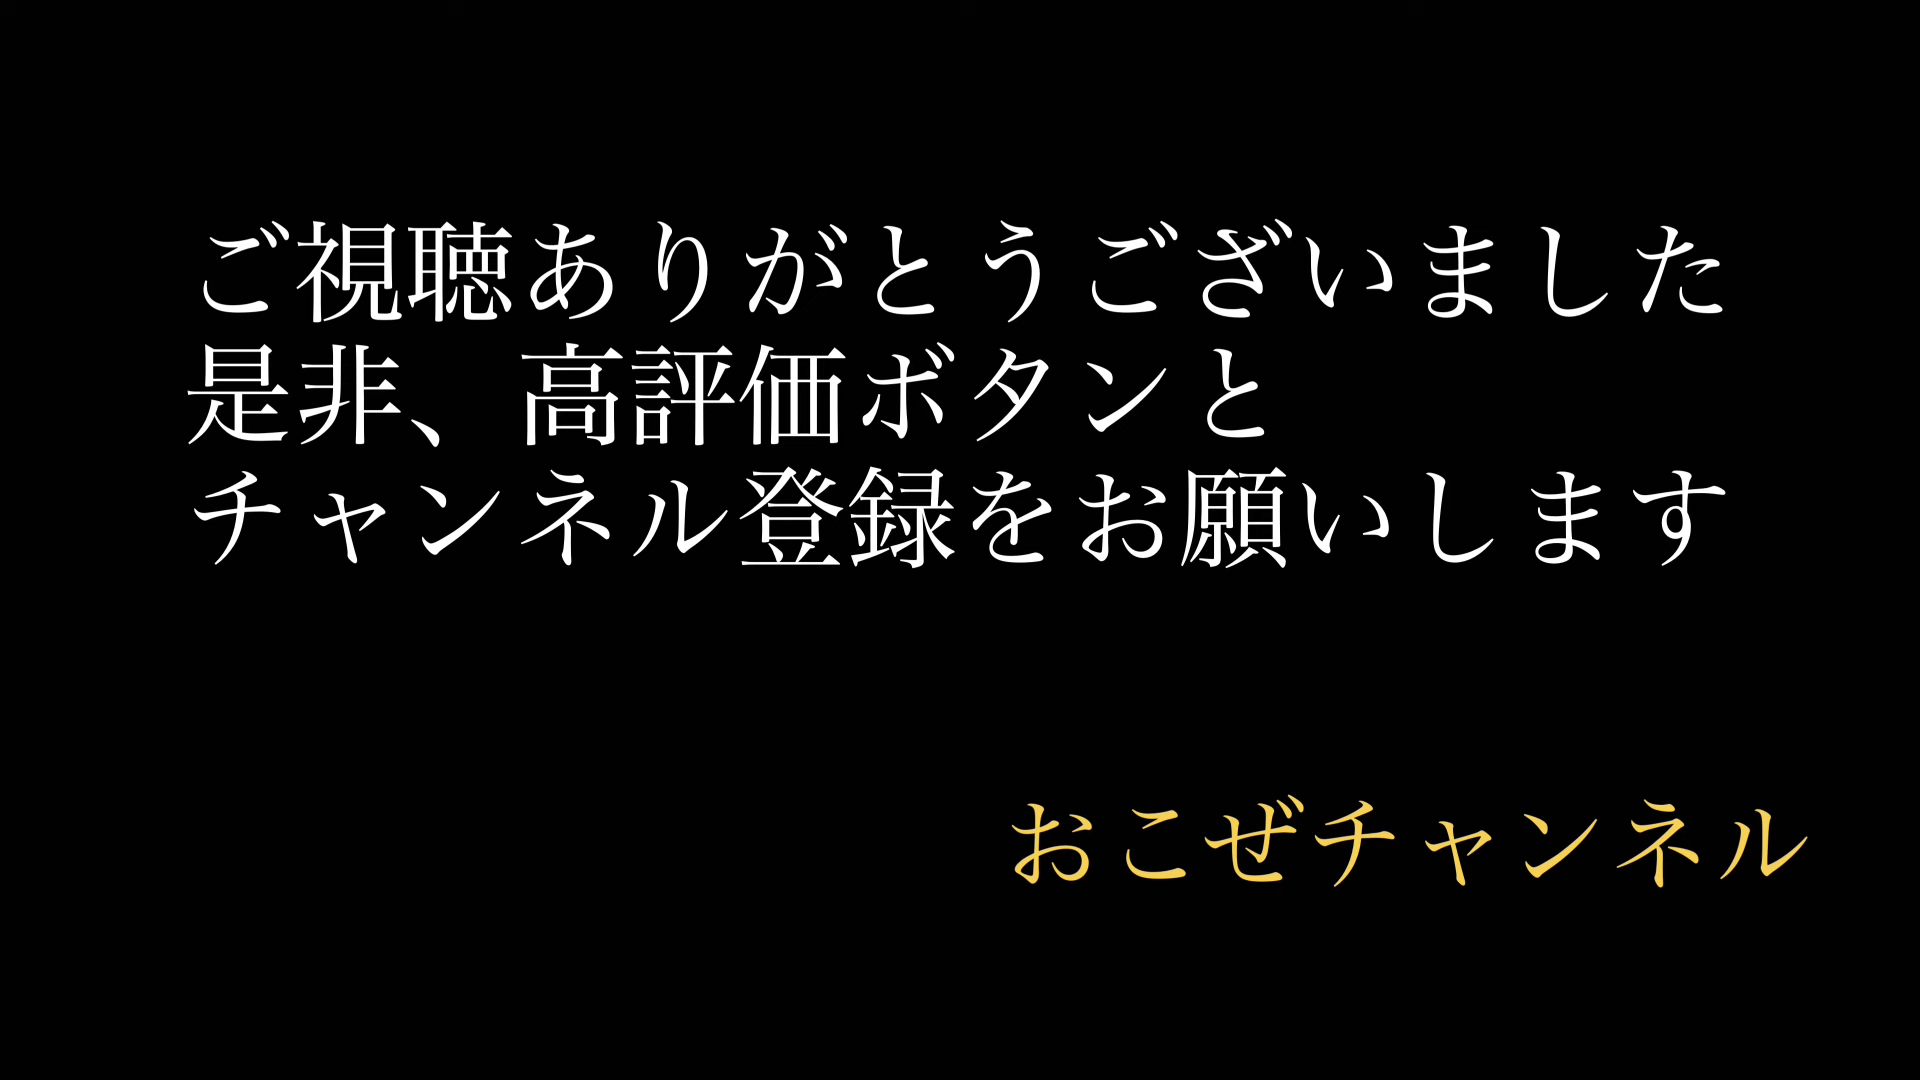 ご視聴ありがとうございました
是非、高評価ボタンと
チャンネル登録をお願いします
おこぜチャンネル